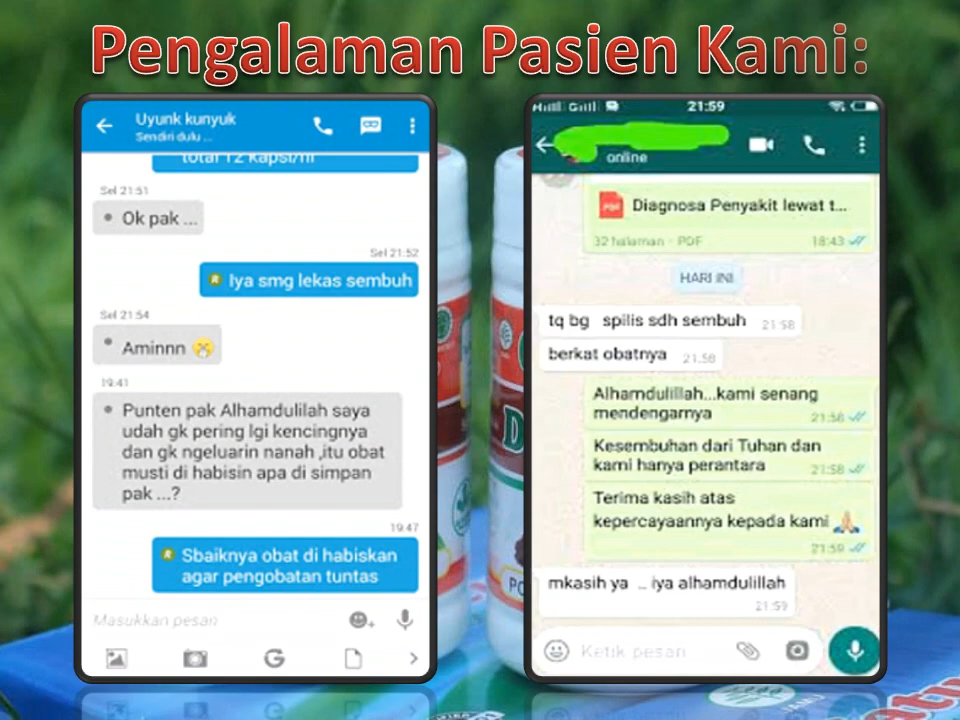 Pengalaman Pasien Kami:
Uyunk kunyuk
Sendiri dulu ...
total 12 kapsl/hr
Sel 21:51
Ok pak ...
Sel 21:52
Iya smg lekas sembuh
Sel 21:54
Aminnn
19:41
Punten pak Alhamdulilah saya
udah gk pering lgi kencingnya
dan gk ngeluarin nanah ,itu obat
musti di habisin apa di simpan
pak ...?
19:47
Sbaiknya obat di habiskan
agar pengobatan tuntas
Masukkan pesan
21:59
online
PDF
Diagnosa Penyakit lewat t...
32 halaman - PDF 18:43
HARI INI
tq bg spilis sdh sembuh 21:58
berkat obatnya 21:58
Alhamdulillah...kami senang
mendengarnya 21:58
Kesembuhan dari Tuhan dan
kami hanya perantara 21:58
Terima kasih atas
kepercayaannya kepada kami
21:59
mkasih ya .. iya alhamdulillah
21:59
Ketik pesan